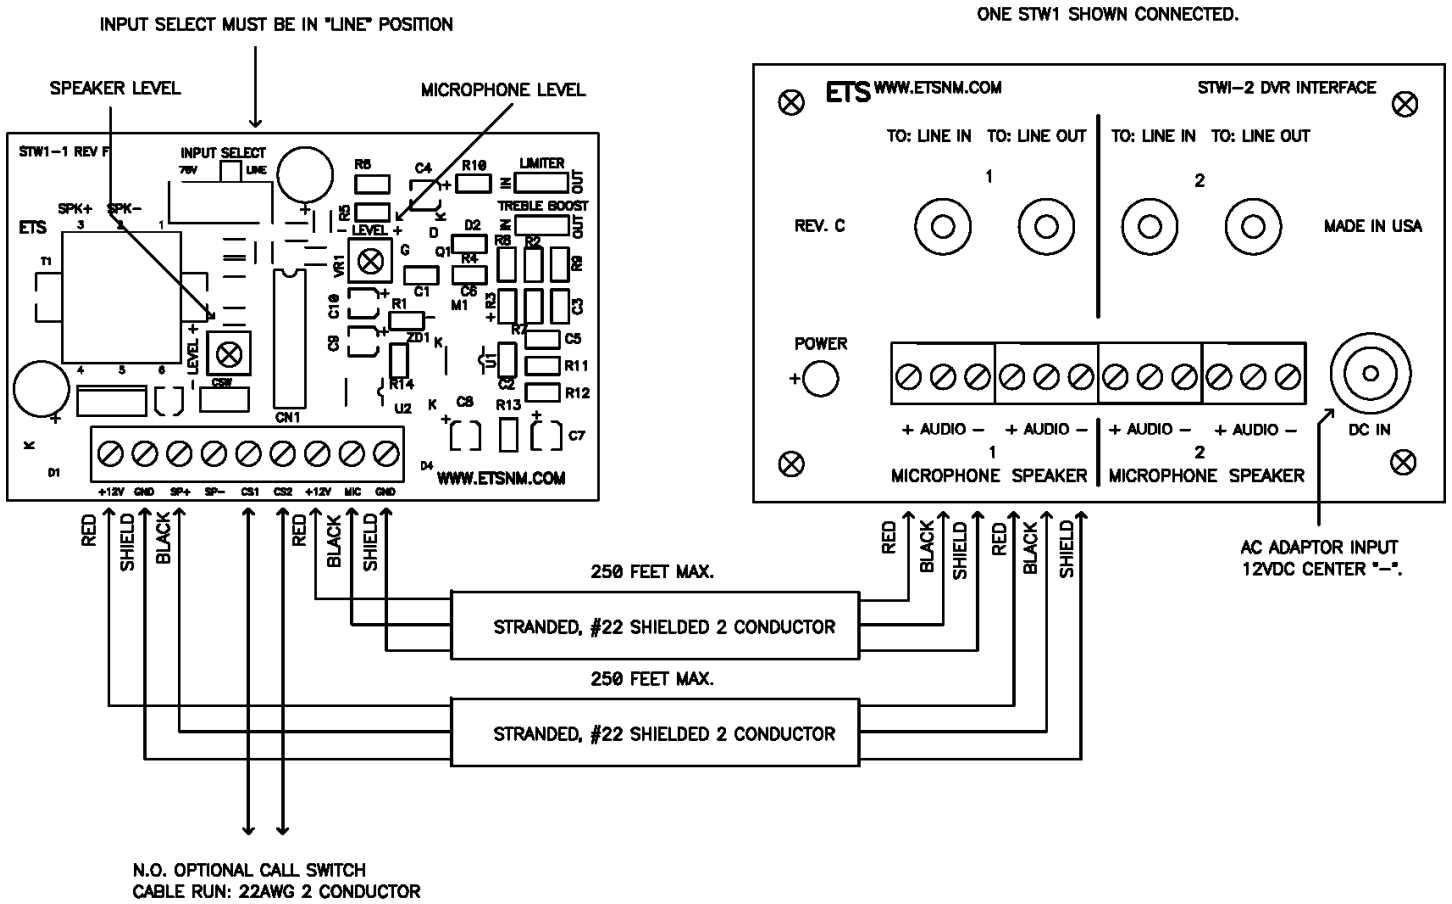 INPUT SELECT MUST BE IN "LINE" POSITION
ONE STW1 SHOWN CONNECTED.
SPEAKER LEVEL
MICROPHONE LEVEL
STW1-1 REV F
INPUT SELECT
70V
LINE
R6
C4
+
R10
LIMITER
IN
OUT
SPK+
SPK-
3
2
1
ETS
T1
+
R5
- LEVEL +
K
D
G
D2
Q1
TREBLE BOOST
IN
OUT
R8
R2
R9
VR1
C1
R4
C6
M1
C10
+
R1
-
R3
+
R7
C3
C9
+
ZD1
K
U1
C5
R11
R12
- LEVEL +
4
5
6
CSW
R14
U2
C2
K
C8
+
R13
+
C7
+
K
CN1
D1
D4
WWW.ETSNM.COM
+12V
GND
SP+
SP-
CS1
CS2
+12V
MIC
GND
ETS WWW.ETSNM.COM
STWI-2 DVR INTERFACE
TO: LINE IN TO: LINE OUT
TO: LINE IN TO: LINE OUT
1
2
REV. C
MADE IN USA
POWER
+
+ AUDIO -
+ AUDIO -
+ AUDIO -
+ AUDIO -
DC IN
1
2
MICROPHONE SPEAKER
MICROPHONE SPEAKER
RED
SHIELD
BLACK
RED
BLACK
SHIELD
RED
BLACK
SHIELD
RED
BLACK
SHIELD
AC ADAPTOR INPUT
12VDC CENTER "-".
250 FEET MAX.
STRANDED, #22 SHIELDED 2 CONDUCTOR
250 FEET MAX.
STRANDED, #22 SHIELDED 2 CONDUCTOR
N.O. OPTIONAL CALL SWITCH
CABLE RUN: 22AWG 2 CONDUCTOR